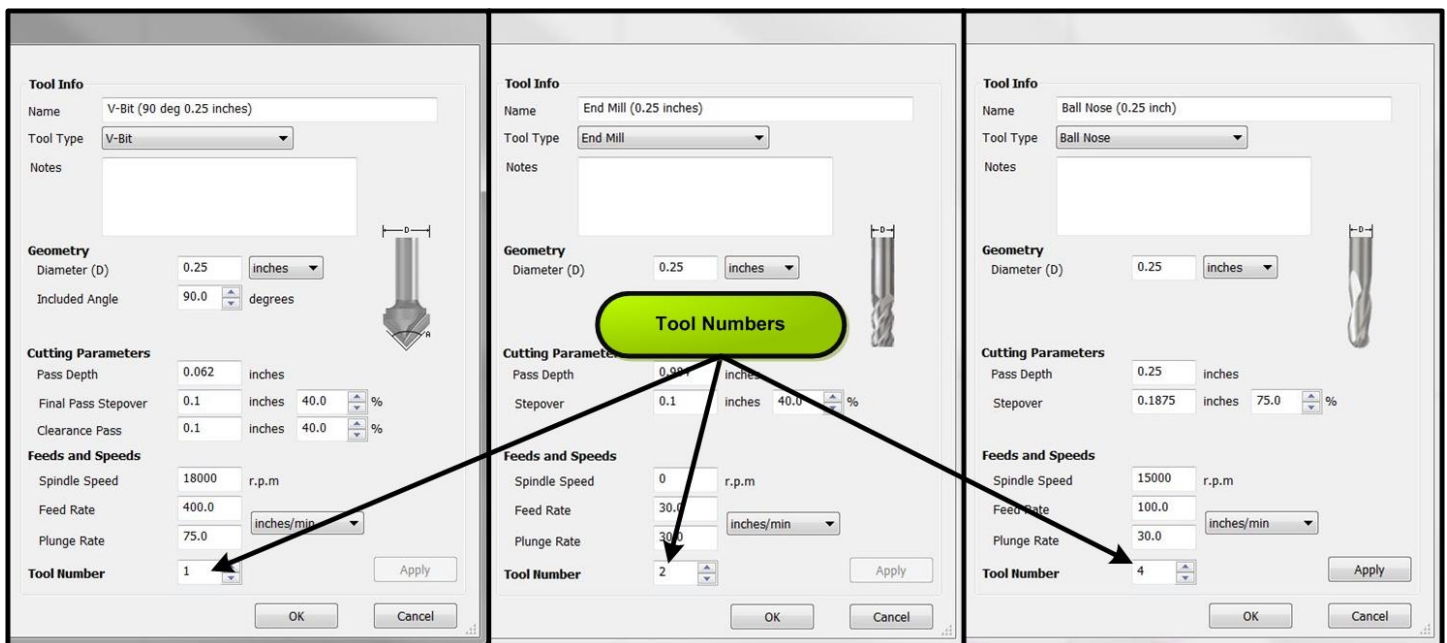 Tool Info
Name V-Bit (90 deg 0.25 inches)
Tool Type V-Bit
Notes
D
Geometry
Diameter (D) 0.25 inches
Included Angle 90.0 degrees
A
Cutting Parameters
Pass Depth 0.062 inches
Final Pass Stepover 0.1 inches 40.0 %
Clearance Pass 0.1 inches 40.0 %
Feeds and Speeds
Spindle Speed 18000 r.p.m
Feed Rate 400.0
inches/min
Plunge Rate 75.0
Tool Number 1 Apply
OK Cancel
Tool Info
Name End Mill (0.25 inches)
Tool Type End Mill
Notes
D
Geometry
Diameter (D) 0.25 inches
Tool Numbers
Cutting Parameters
Pass Depth inches
Stepover 0.1 inches 40.0 %
Feeds and Speeds
Spindle Speed 0 r.p.m
Feed Rate 30.0
inches/min
Plunge Rate 30.0
Tool Number 2 Apply
OK Cancel
Tool Info
Name Ball Nose (0.25 inch)
Tool Type Ball Nose
Notes
D
Geometry
Diameter (D) 0.25 inches
Cutting Parameters
Pass Depth 0.25 inches
Stepover 0.1875 inches 75.0 %
Feeds and Speeds
Spindle Speed 15000 r.p.m
Feed Rate 100.0
inches/min
Plunge Rate 30.0
Tool Number 4 Apply
OK Cancel